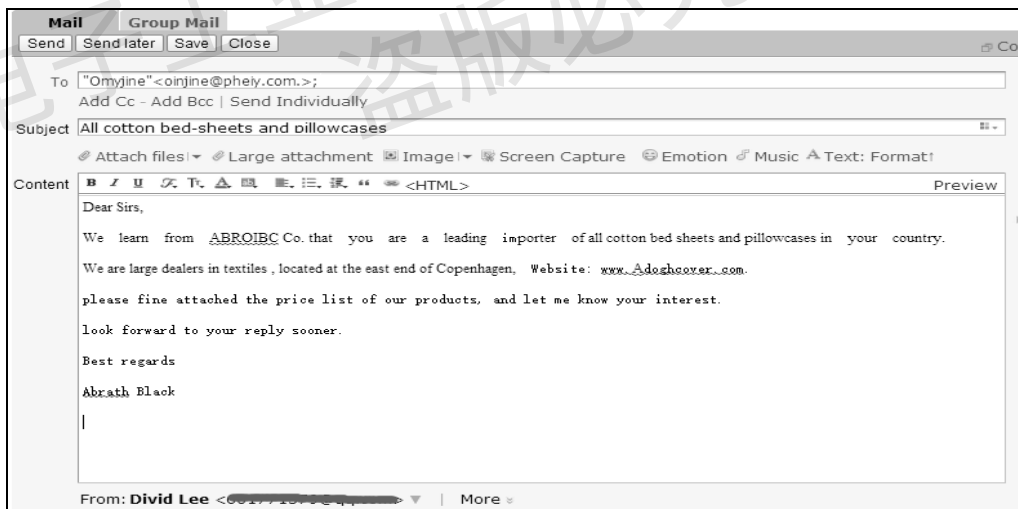 Mail Group Mail
Send Send later Save Close Co
To "Omyjine"<oinjine@pheiy.com.>;
Add Cc - Add Bcc | Send Individually
Subject All cotton bed-sheets and pillowcases
Attach files Large attachment Image Screen Capture Emotion Music Text: Format↑
Content B I U <HTML> Preview
Dear Sirs,
We learn from ABROIBC Co. that you are a leading importer of all cotton bed sheets and pillowcases in your country.
We are large dealers in textiles , located at the east end of Copenhagen, Website: www.Adoghcover.com.
please fine attached the price list of our products, and let me know your interest.
look forward to your reply sooner.
Best regards
Abrath Black
From: Divid Lee < > | More